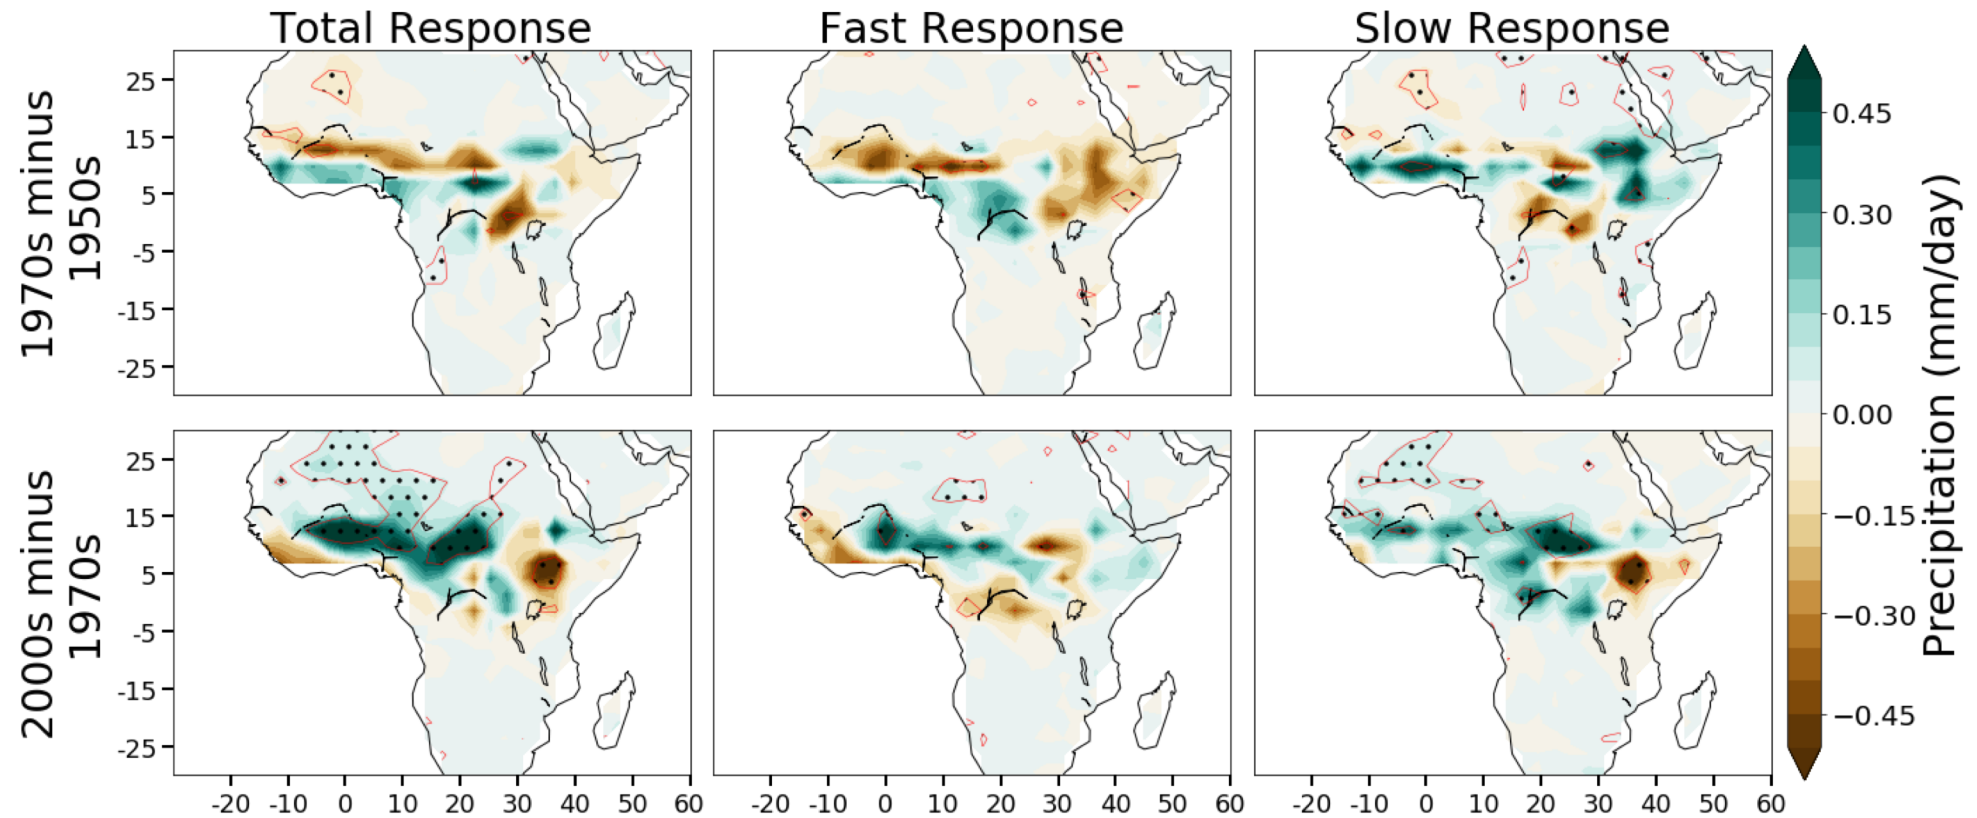 Total Response
Fast Response
Slow Response
1970s minus
1950s
25
15
5
-5
-15
-25
2000s minus
1970s
25
15
5
-5
-15
-25
-20 -10 0 10 20 30 40 50 60
-20 -10 0 10 20 30 40 50 60
-20 -10 0 10 20 30 40 50 60
0.45
0.30
0.15
0.00
−0.15
−0.30
−0.45
Precipitation (mm/day)